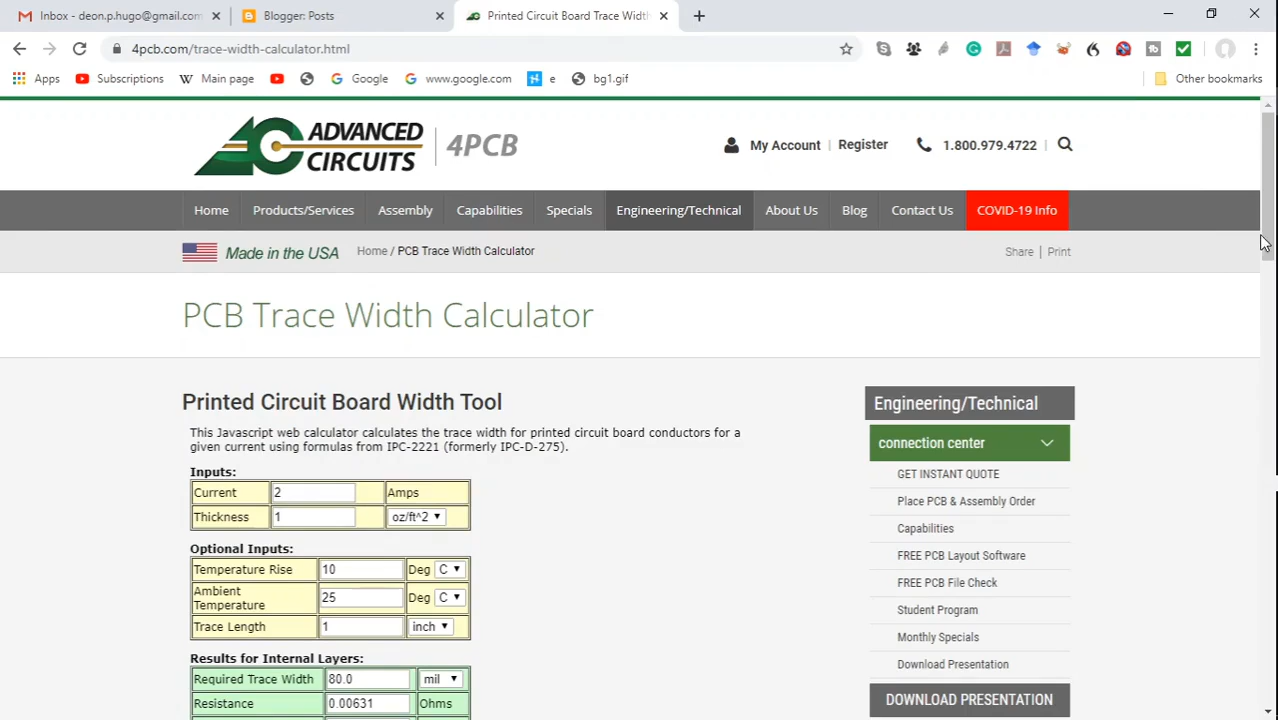 Inbox - deon.p.hugo@gmail.com
Blogger: Posts
Printed Circuit Board Trace Width
4pcb.com/trace-width-calculator.html
Apps
Subscriptions
W Main page
Google
www.google.com
e
bg1.gif
Other bookmarks
ADVANCED CIRCUITS 4PCB
My Account | Register
1.800.979.4722
Home
Products/Services
Assembly
Capabilities
Specials
Engineering/Technical
About Us
Blog
Contact Us
COVID-19 Info
Made in the USA
Home / PCB Trace Width Calculator
Share | Print
PCB Trace Width Calculator
Printed Circuit Board Width Tool
This Javascript web calculator calculates the trace width for printed circuit board conductors for a
given current using formulas from IPC-2221 (formerly IPC-D-275).
Inputs:
Current 2 Amps
Thickness 1 oz/ft^2
Optional Inputs:
Temperature Rise 10 Deg C
Ambient
Temperature 25 Deg C
Trace Length 1 inch
Results for Internal Layers:
Required Trace Width 80.0 mil
Resistance 0.00631 Ohms
Engineering/Technical
connection center
GET INSTANT QUOTE
Place PCB & Assembly Order
Capabilities
FREE PCB Layout Software
FREE PCB File Check
Student Program
Monthly Specials
Download Presentation
DOWNLOAD PRESENTATION